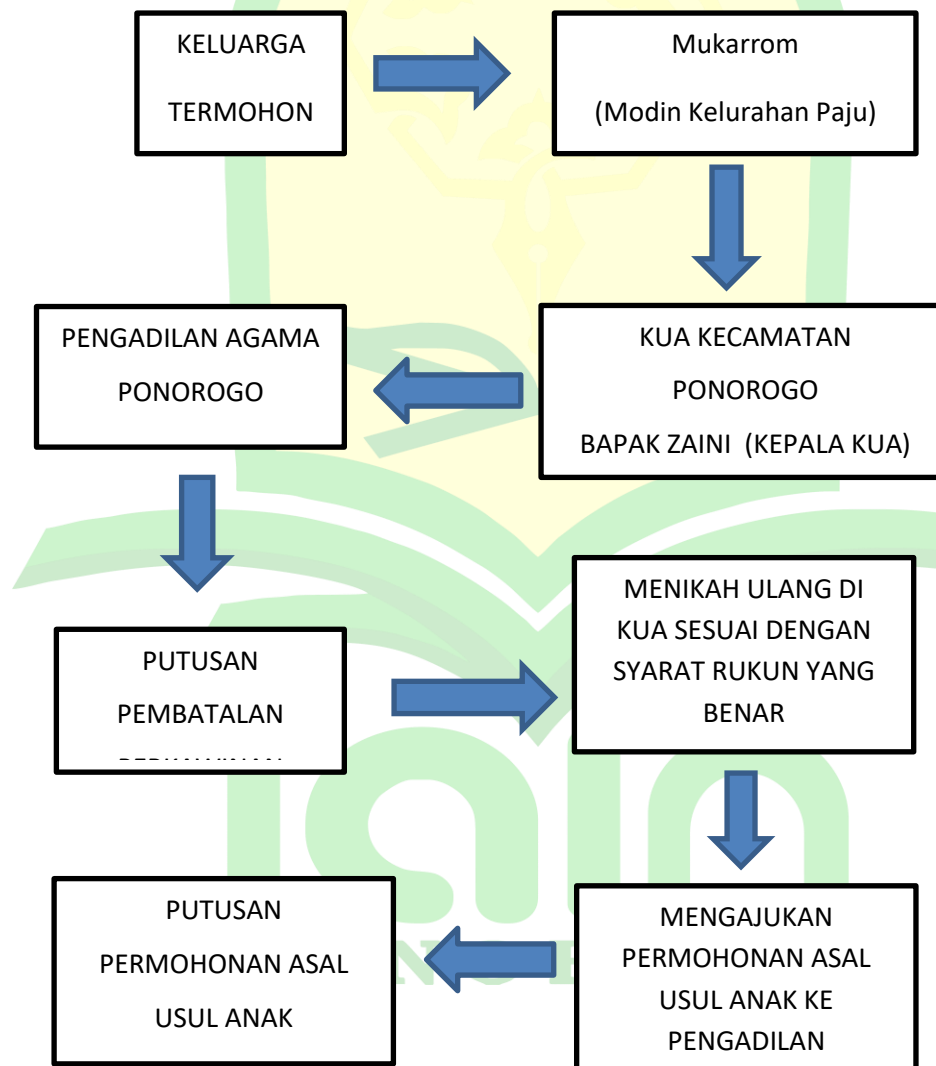 KELUARGA
TERMOHON
Mukarrom
(Modin Kelurahan Paju)
KUA KECAMATAN
PONOROGO
BAPAK ZAINI (KEPALA KUA)
PENGADILAN AGAMA
PONOROGO
PUTUSAN
PEMBATALAN
MENIKAH ULANG DI
KUA SESUAI DENGAN
SYARAT RUKUN YANG
BENAR
MENGAJUKAN
PERMOHONAN ASAL
USUL ANAK KE
PENGADILAN
PUTUSAN
PERMOHONAN ASAL
USUL ANAK